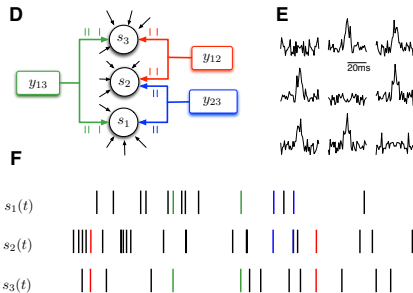 D
E
s₃
y₁₂
y₁₃
s₂
20ms
y₂₃
s₁
F
s₁(t)
s₂(t)
s₃(t)